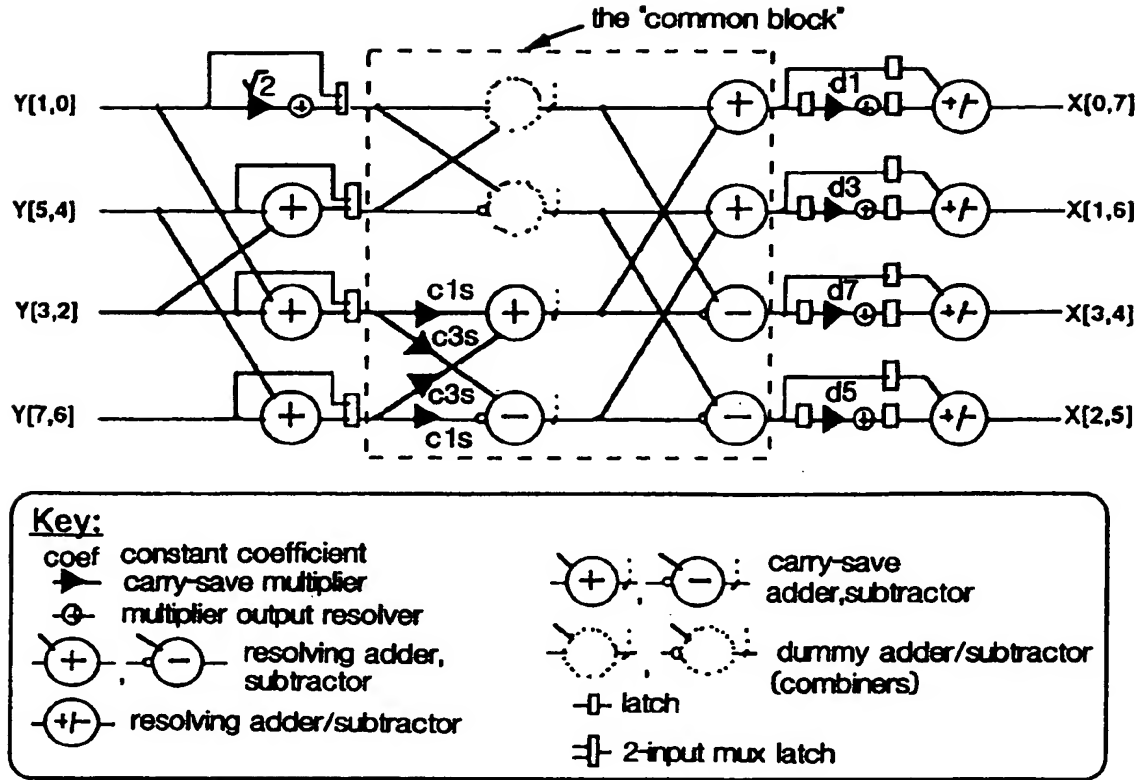 the "common block"
√2
d1
Y[1,0]
X[0,7]
+
+/-
d3
Y[5,4]
+
+
+/-
X[1,6]
c1s
d7
Y[3,2]
+
+
-
+/-
X[3,4]
c3s
c3s
d5
Y[7,6]
+
-
-
+/-
X[2,5]
c1s
Key:
coef constant coefficient
carry-save multiplier
multiplier output resolver
+ , - resolving adder,
subtractor
+/- resolving adder/subtractor
+ , - carry-save
adder,subtractor
, dummy adder/subtractor
(combiners)
latch
2-input mux latch